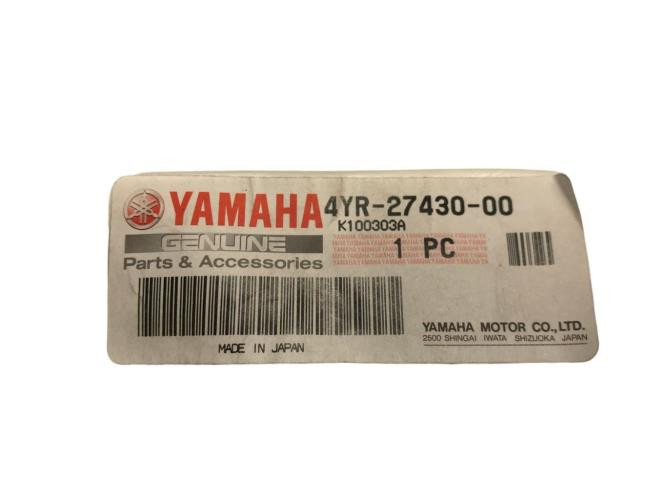 YAMAHA 4YR-27430-00
K100303A
GENUINE
Parts & Accessories
1 PC
MADE IN JAPAN
YAMAHA MOTOR CO.,LTD.
2500 SHINGAI IWATA SHIZUOKA JAPAN